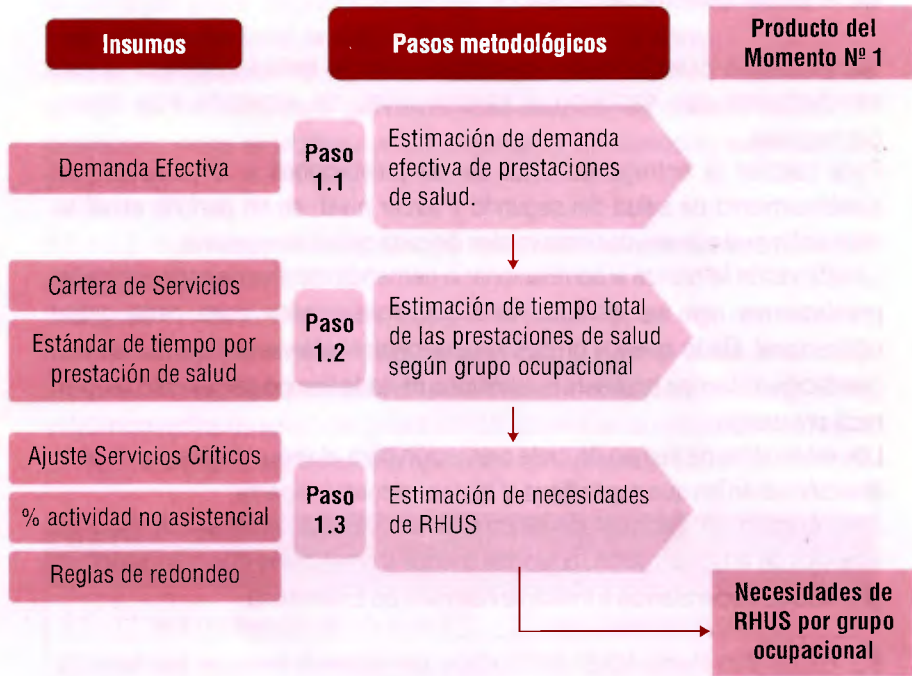 Insumos
Pasos metodológicos
Producto del
Momento Nº 1
Demanda Efectiva
Paso
1.1
Estimación de demanda
efectiva de prestaciones
de salud.
Cartera de Servicios
Estándar de tiempo por
prestación de salud
Paso
1.2
Estimación de tiempo total
de las prestaciones de salud
según grupo ocupacional
Ajuste Servicios Críticos
% actividad no asistencial
Reglas de redondeo
Paso
1.3
Estimación de necesidades
de RHUS
Necesidades de
RHUS por grupo
ocupacional